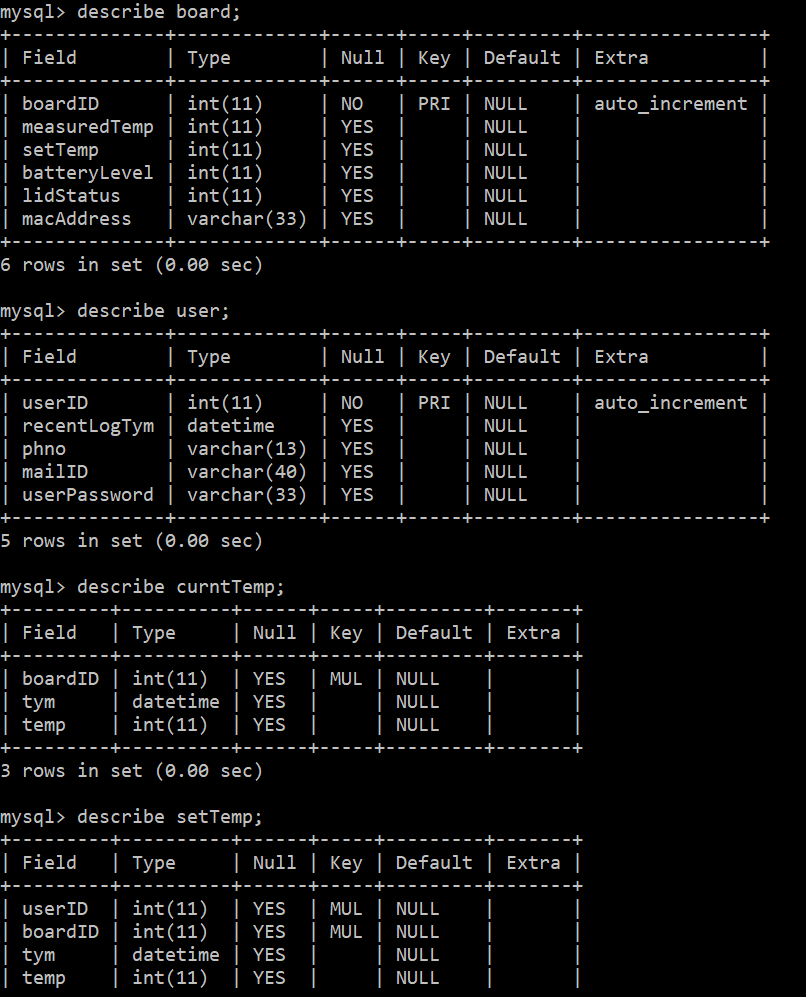 mysql> describe board;
+--------------+-------------+------+-----+---------+----------------+
| Field        | Type        | Null | Key | Default | Extra          |
+--------------+-------------+------+-----+---------+----------------+
| boardID      | int(11)     | NO   | PRI | NULL    | auto_increment |
| measuredTemp | int(11)     | YES  |     | NULL    |                |
| setTemp      | int(11)     | YES  |     | NULL    |                |
| batteryLevel | int(11)     | YES  |     | NULL    |                |
| lidStatus    | int(11)     | YES  |     | NULL    |                |
| macAddress   | varchar(33) | YES  |     | NULL    |                |
+--------------+-------------+------+-----+---------+----------------+
6 rows in set (0.00 sec)

mysql> describe user;
+--------------+-------------+------+-----+---------+----------------+
| Field        | Type        | Null | Key | Default | Extra          |
+--------------+-------------+------+-----+---------+----------------+
| userID       | int(11)     | NO   | PRI | NULL    | auto_increment |
| recentLogTym | datetime    | YES  |     | NULL    |                |
| phno         | varchar(13) | YES  |     | NULL    |                |
| mailID       | varchar(40) | YES  |     | NULL    |                |
| userPassword | varchar(33) | YES  |     | NULL    |                |
+--------------+-------------+------+-----+---------+----------------+
5 rows in set (0.00 sec)

mysql> describe curntTemp;
+---------+----------+------+-----+---------+-------+
| Field   | Type     | Null | Key | Default | Extra |
+---------+----------+------+-----+---------+-------+
| boardID | int(11)  | YES  | MUL | NULL    |       |
| tym     | datetime | YES  |     | NULL    |       |
| temp    | int(11)  | YES  |     | NULL    |       |
+---------+----------+------+-----+---------+-------+
3 rows in set (0.00 sec)

mysql> describe setTemp;
+---------+----------+------+-----+---------+-------+
| Field   | Type     | Null | Key | Default | Extra |
+---------+----------+------+-----+---------+-------+
| userID  | int(11)  | YES  | MUL | NULL    |       |
| boardID | int(11)  | YES  | MUL | NULL    |       |
| tym     | datetime | YES  |     | NULL    |       |
| temp    | int(11)  | YES  |     | NULL    |       |